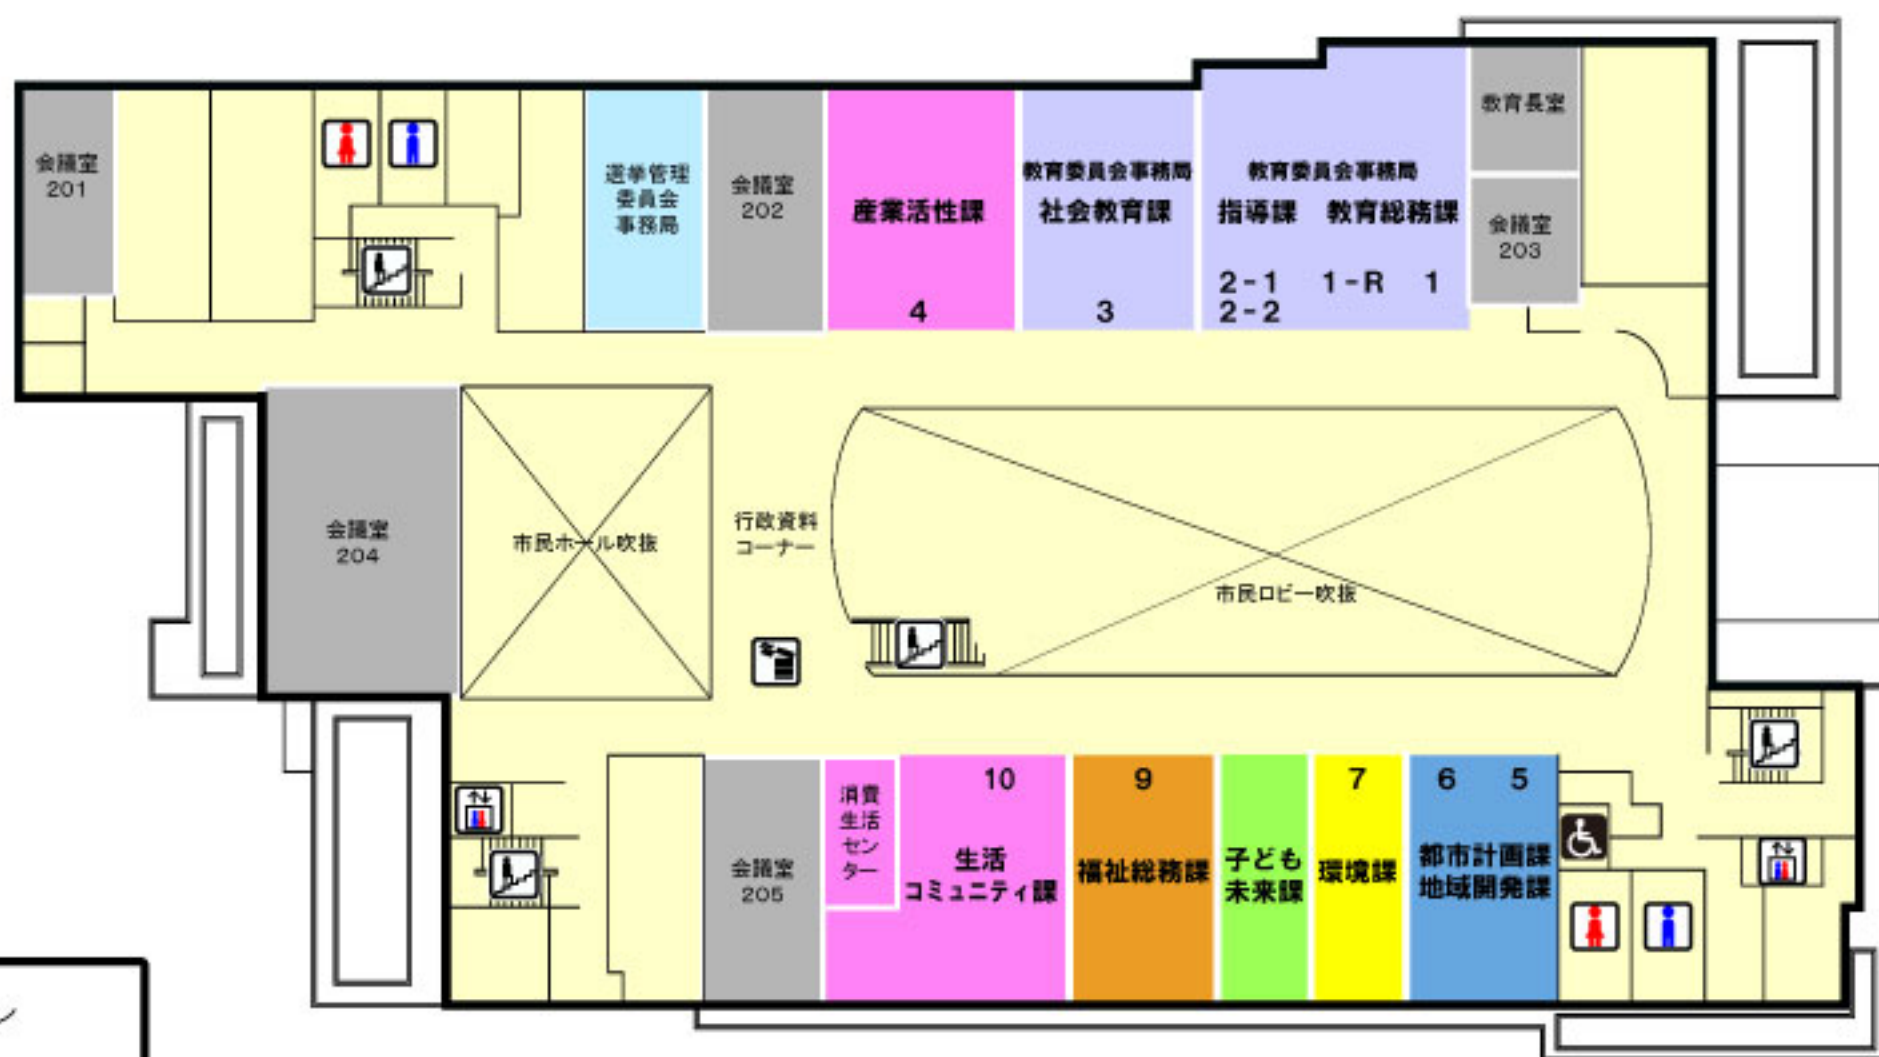 会議室
201
選挙管理
委員会
事務局
会議室
202
産業活性課
4
教育委員会事務局
社会教育課
3
教育委員会事務局
指導課 教育総務課
2-1 1-R 1
2-2
教育長室
会議室
203
会議室
204
市民ホール吹抜
行政資料
コーナー
市民ロビー吹抜
会議室
205
消費
生活
セン
ター
10
生活
コミュニティ課
9
福祉総務課
子ども
未来課
7
環境課
6 5
都市計画課
地域開発課